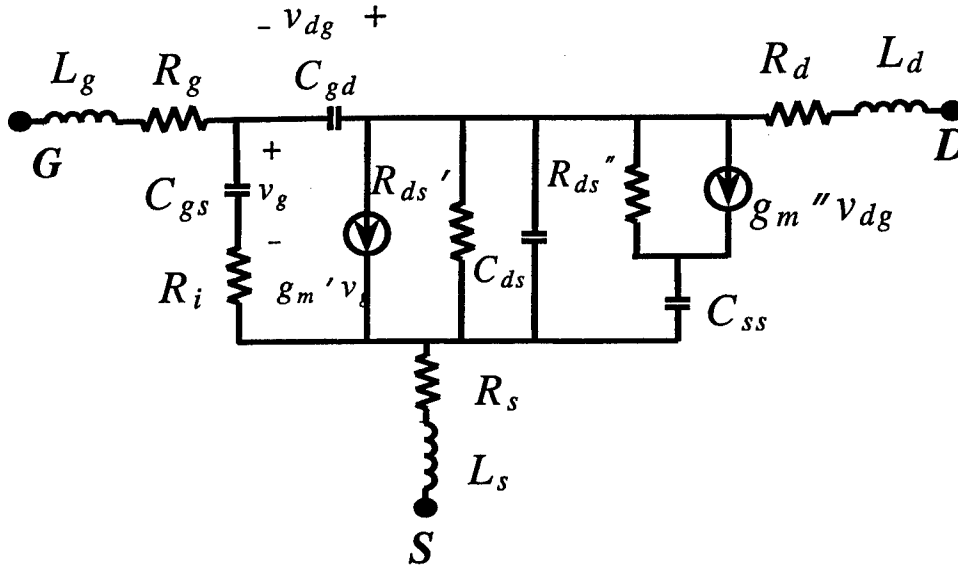 - v_dg +
L_g R_g C_gd R_d L_d
G D
+
C_gs v_g R_ds' R_ds''
-
g_m'' v_dg
R_i g_m' v_g C_ds
C_ss
R_s
L_s
S